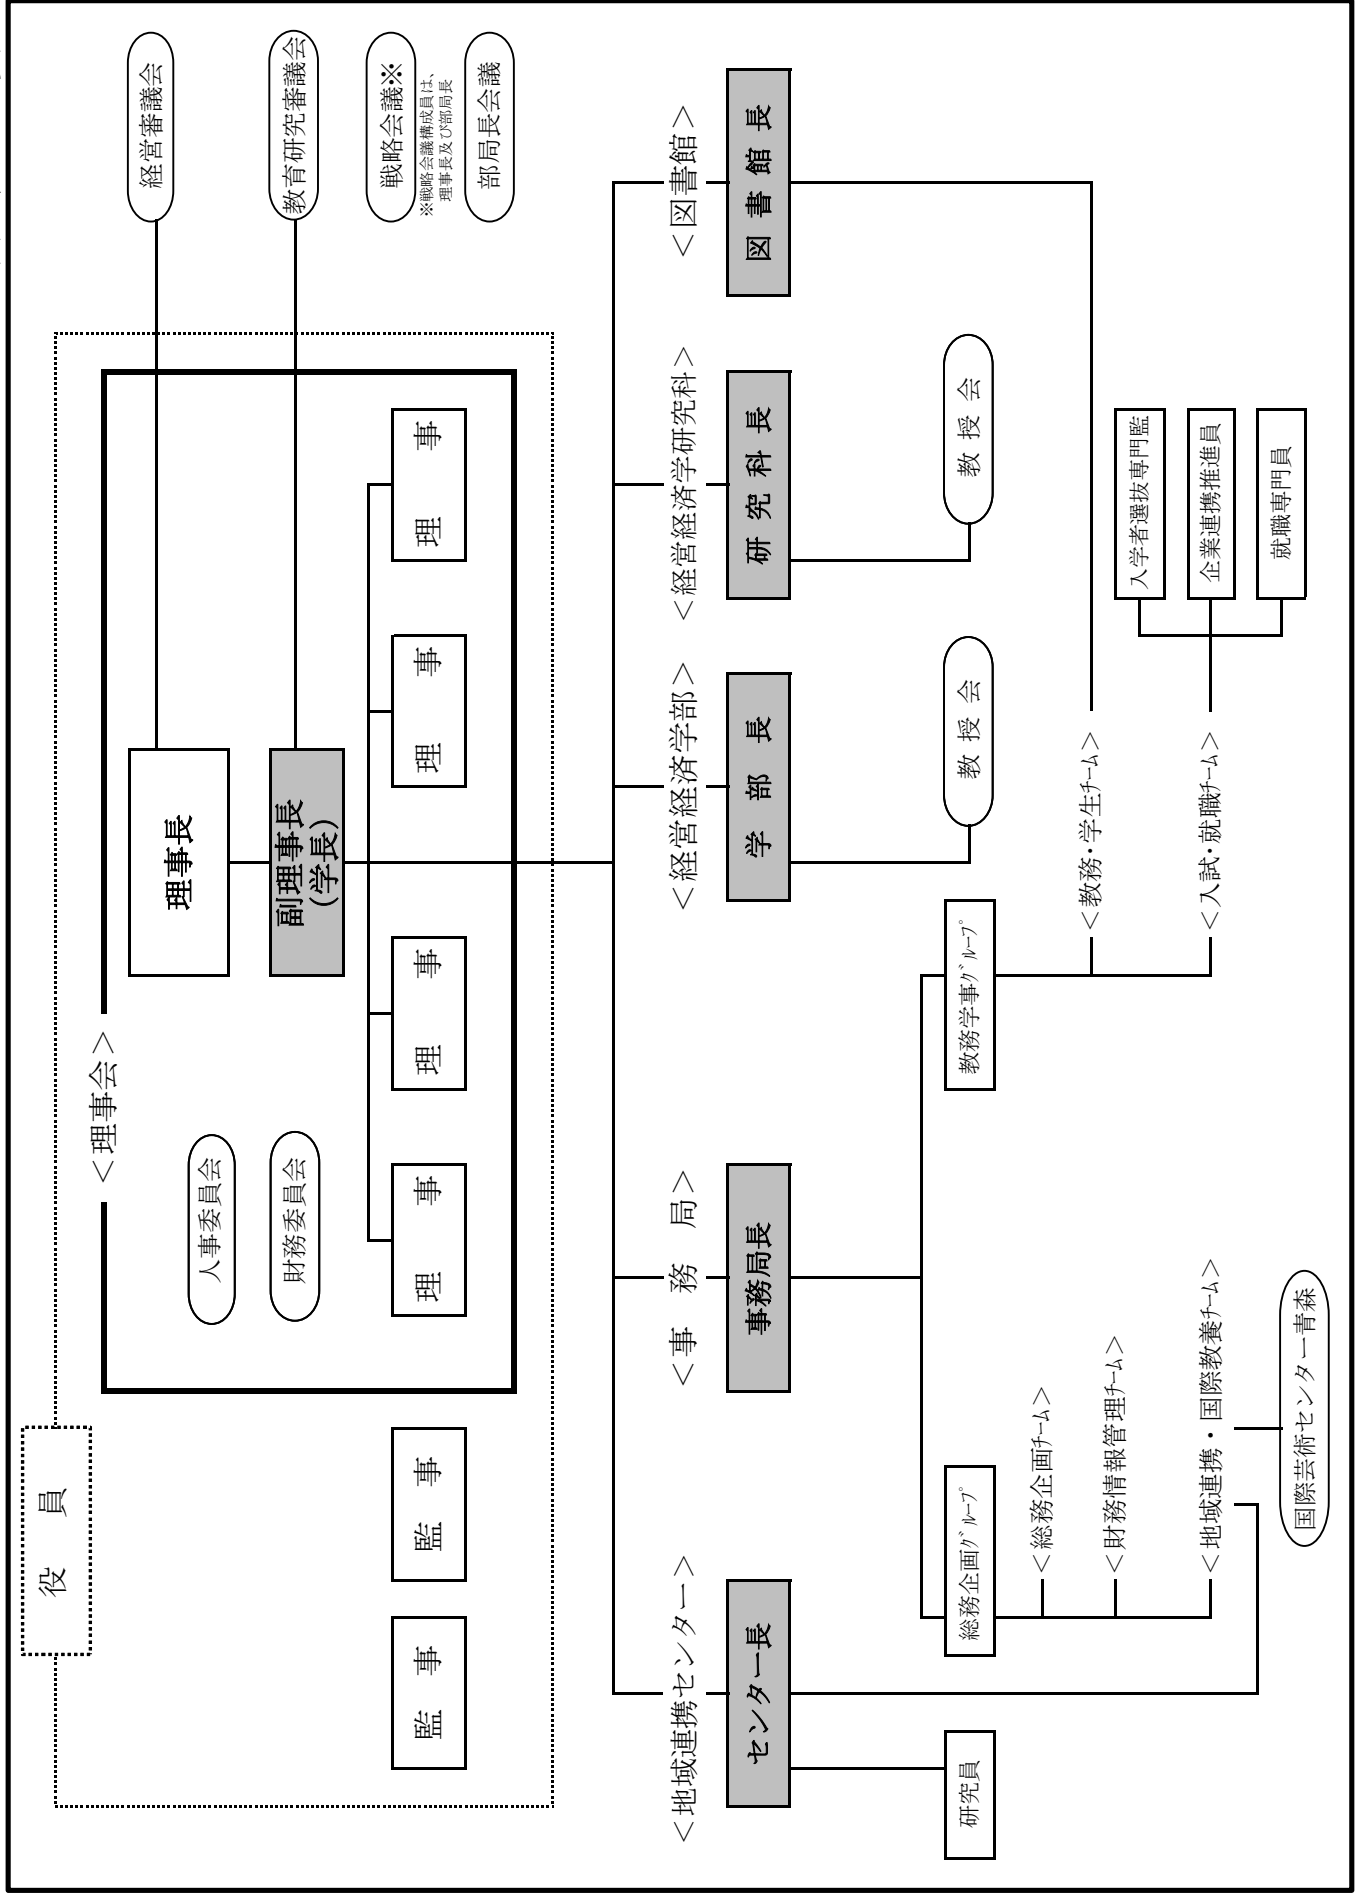 役　員
＜理事会＞
理事長
経営審議会
人事委員会
副理事長
(学長)
教育研究審議会
財務委員会
戦略会議※
※戦略会議構成員は、
理事長及び部局長
部局長会議
監　事
監　事
理　事
理　事
理　事
理　事
＜地域連携センター＞
＜事　務　局＞
＜経営経済学部＞
＜経営経済学研究科＞
＜図書館＞
センター長
事務局長
学　部　長
研　究　科　長
図　書　館　長
研究員
総務企画ｸﾞﾙｰﾌﾟ
教務学事ｸﾞﾙｰﾌﾟ
教　授　会
教　授　会
＜総務企画ﾁｰﾑ＞
＜財務情報管理ﾁｰﾑ＞
＜地域連携・国際教養ﾁｰﾑ＞
国際芸術センター青森
＜教務・学生ﾁｰﾑ＞
＜入試・就職ﾁｰﾑ＞
入学者選抜専門監
企業連携推進員
就職専門員